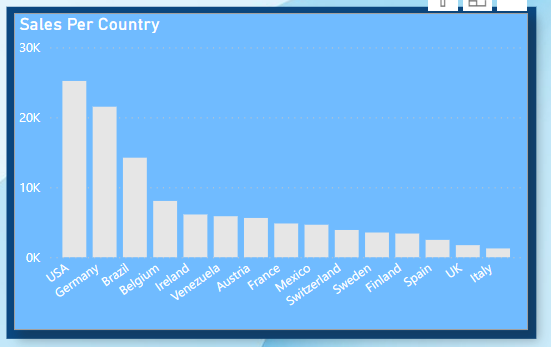 Sales Per Country
30K
20K
10K
0K
USA
Germany
Brazil
Belgium
Ireland
Venezuela
Austria
France
Mexico
Switzerland
Sweden
Finland
Spain
UK
Italy